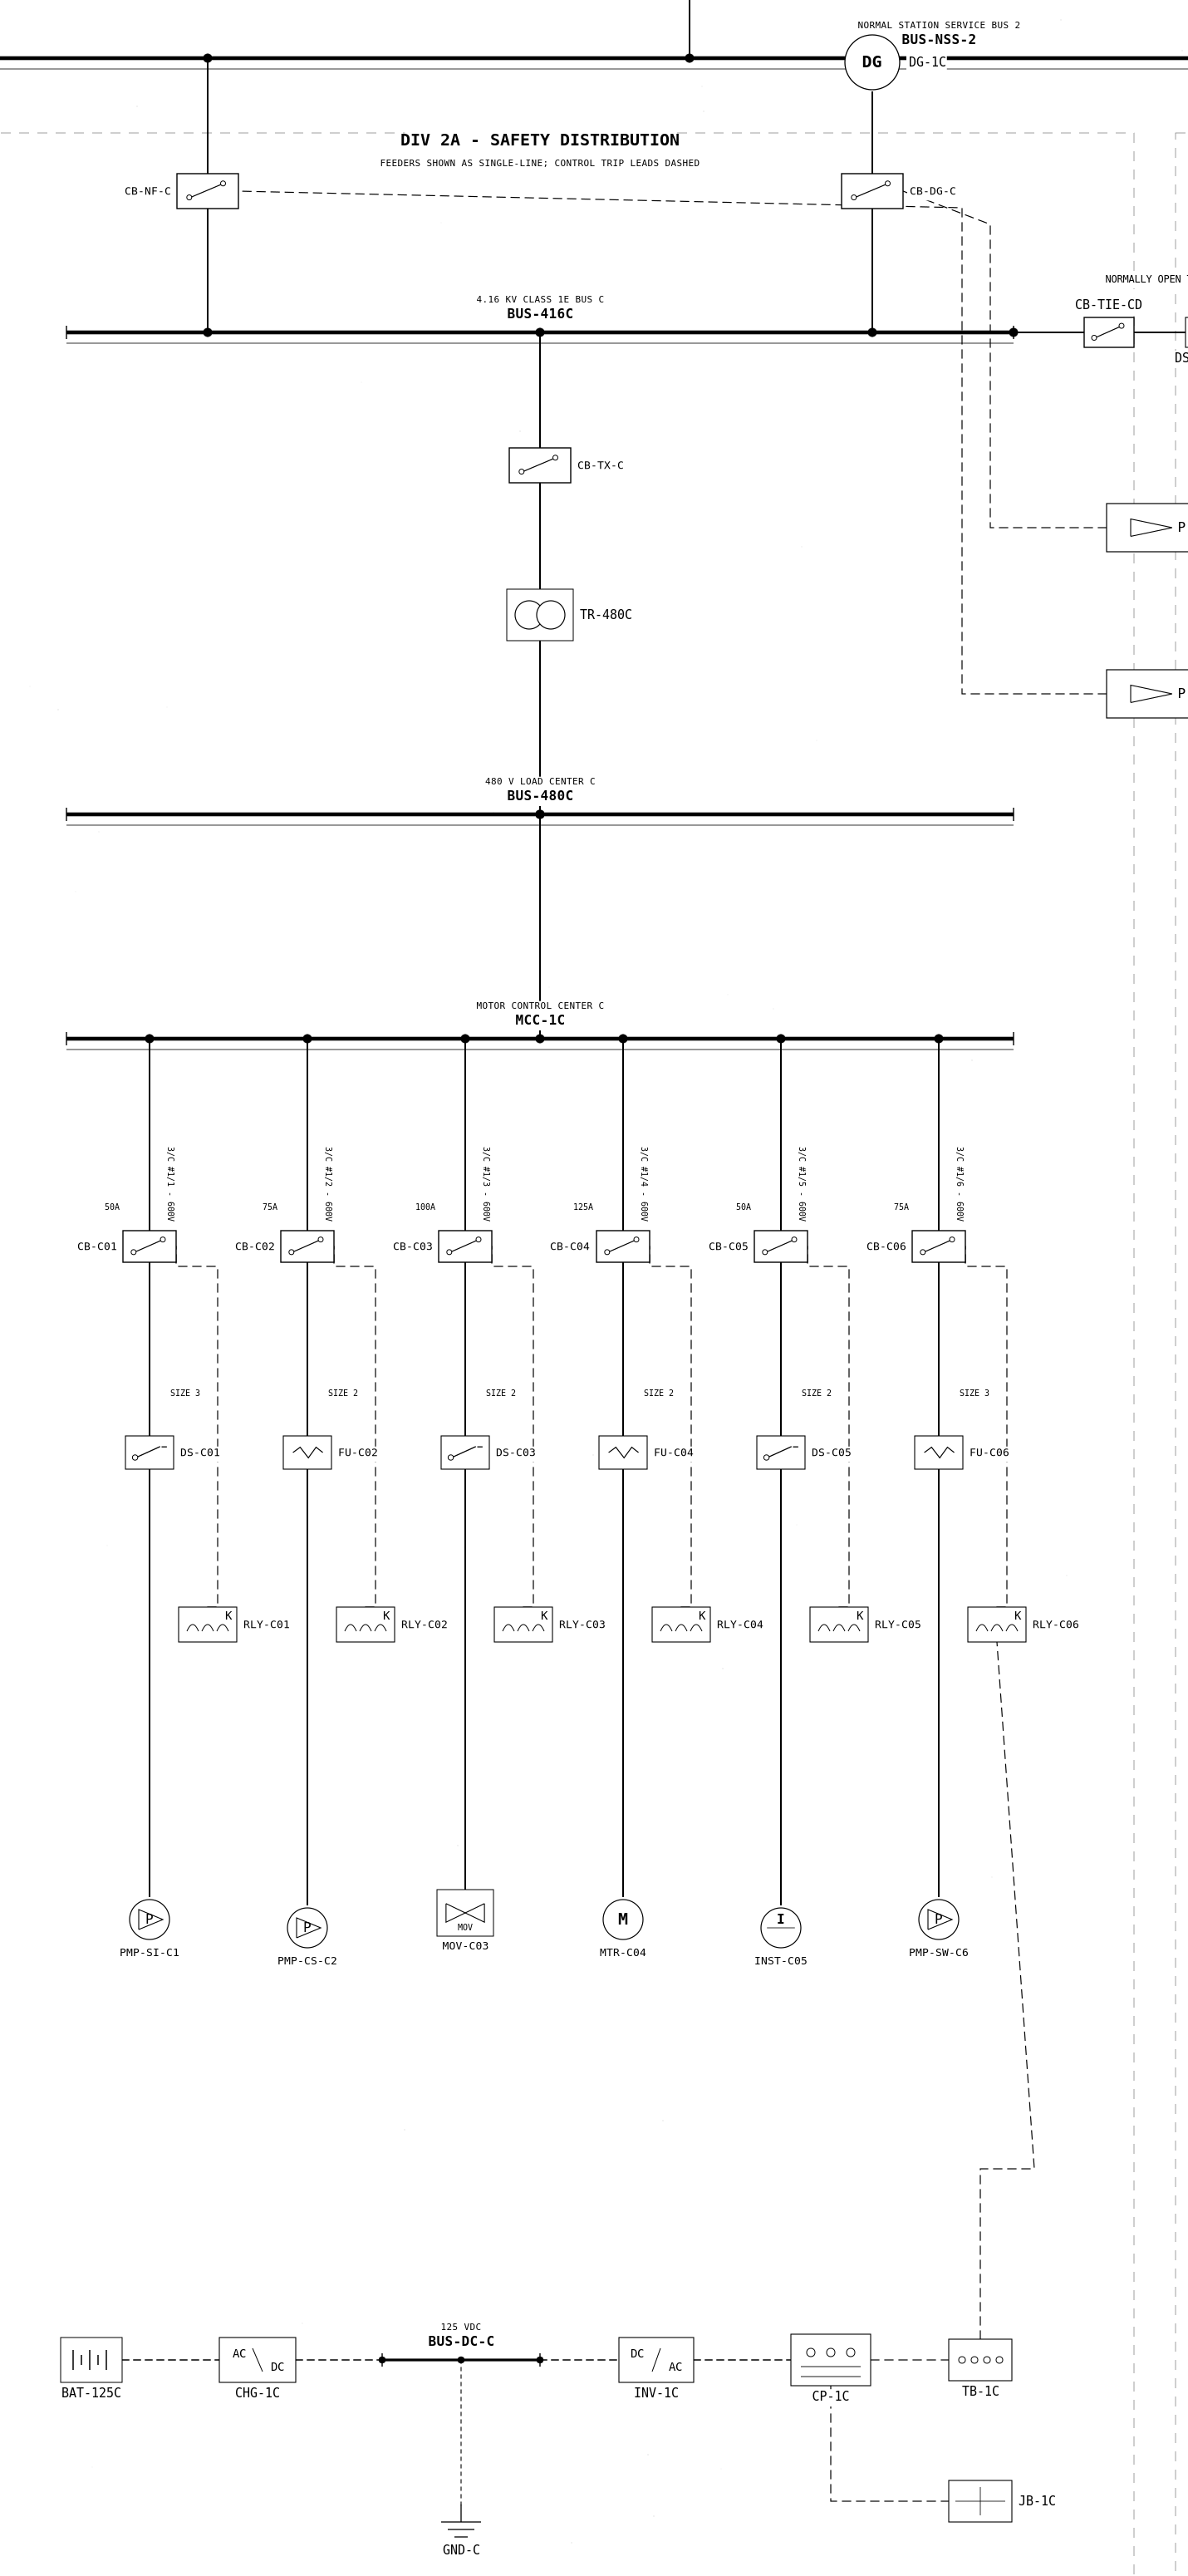 NORMAL STATION SERVICE BUS 2
BUS-NSS-2
DG
DG-1C
DIV 2A - SAFETY DISTRIBUTION
FEEDERS SHOWN AS SINGLE-LINE; CONTROL TRIP LEADS DASHED
CB-NF-C
CB-DG-C
NORMALLY OPEN
4.16 KV CLASS 1E BUS C
BUS-416C
CB-TIE-CD
DS
CB-TX-C
P
TR-480C
P
480 V LOAD CENTER C
BUS-480C
MOTOR CONTROL CENTER C
MCC-1C
3/C #1/1 - 600V
3/C #1/2 - 600V
3/C #1/3 - 600V
3/C #1/4 - 600V
3/C #1/5 - 600V
3/C #1/6 - 600V
50A
75A
100A
125A
50A
75A
CB-C01
CB-C02
CB-C03
CB-C04
CB-C05
CB-C06
SIZE 3
SIZE 2
SIZE 2
SIZE 2
SIZE 2
SIZE 3
DS-C01
FU-C02
DS-C03
FU-C04
DS-C05
FU-C06
K
K
K
K
K
K
RLY-C01
RLY-C02
RLY-C03
RLY-C04
RLY-C05
RLY-C06
P
P
MOV
M
I
P
PMP-SI-C1
PMP-CS-C2
MOV-C03
MTR-C04
INST-C05
PMP-SW-C6
125 VDC
BUS-DC-C
AC
DC
DC
AC
BAT-125C
CHG-1C
INV-1C
CP-1C
TB-1C
JB-1C
GND-C